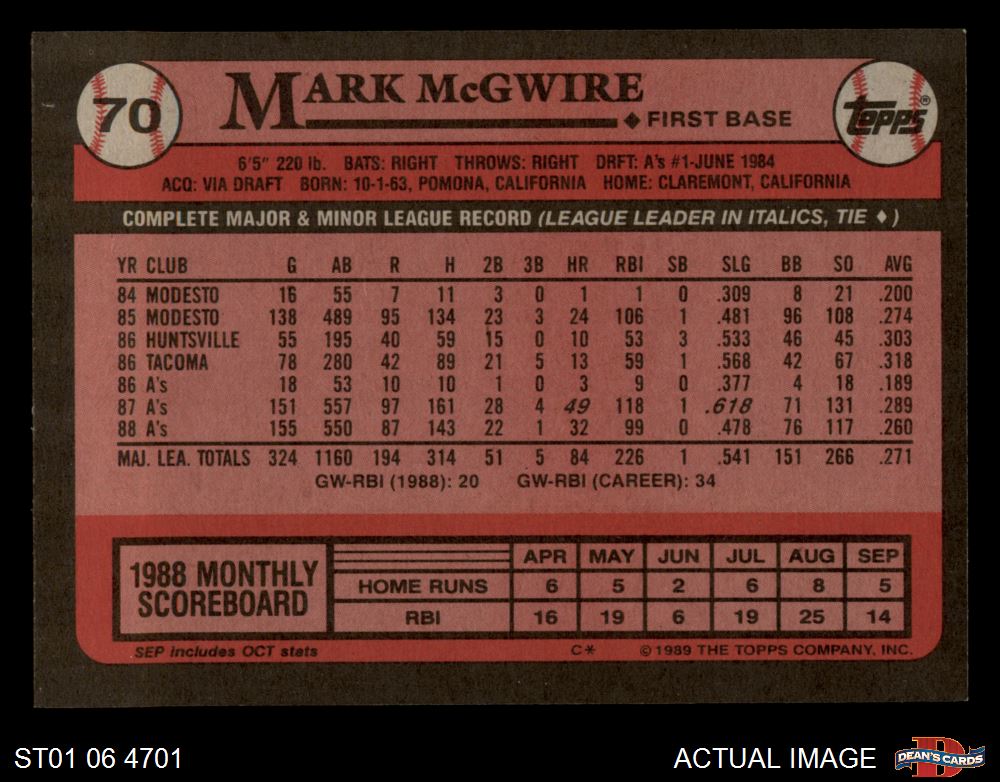 70
MARK McGWIRE
◆ FIRST BASE
topps®
6'5" 220 lb. BATS: RIGHT THROWS: RIGHT DRFT: A's #1-JUNE 1984
ACQ: VIA DRAFT BORN: 10-1-63, POMONA, CALIFORNIA HOME: CLAREMONT, CALIFORNIA
COMPLETE MAJOR & MINOR LEAGUE RECORD (LEAGUE LEADER IN ITALICS, TIE ♦)
YR CLUB G AB R H 2B 3B HR RBI SB SLG BB SO AVG
84 MODESTO 16 55 7 11 3 0 1 1 0 .309 8 21 .200
85 MODESTO 138 489 95 134 23 3 24 106 1 .481 96 108 .274
86 HUNTSVILLE 55 195 40 59 15 0 10 53 3 .533 46 45 .303
86 TACOMA 78 280 42 89 21 5 13 59 1 .568 42 67 .318
86 A's 18 53 10 10 1 0 3 9 0 .377 4 18 .189
87 A's 151 557 97 161 28 4 49 118 1 .618 71 131 .289
88 A's 155 550 87 143 22 1 32 99 0 .478 76 117 .260
MAJ. LEA. TOTALS 324 1160 194 314 51 5 84 226 1 .541 151 266 .271
GW-RBI (1988): 20 GW-RBI (CAREER): 34
1988 MONTHLY
SCOREBOARD
APR MAY JUN JUL AUG SEP
HOME RUNS 6 5 2 6 8 5
RBI 16 19 6 19 25 14
SEP includes OCT stats C* ©1989 THE TOPPS COMPANY, INC.
ST01 06 4701 ACTUAL IMAGE
D
DEAN'S CARDS